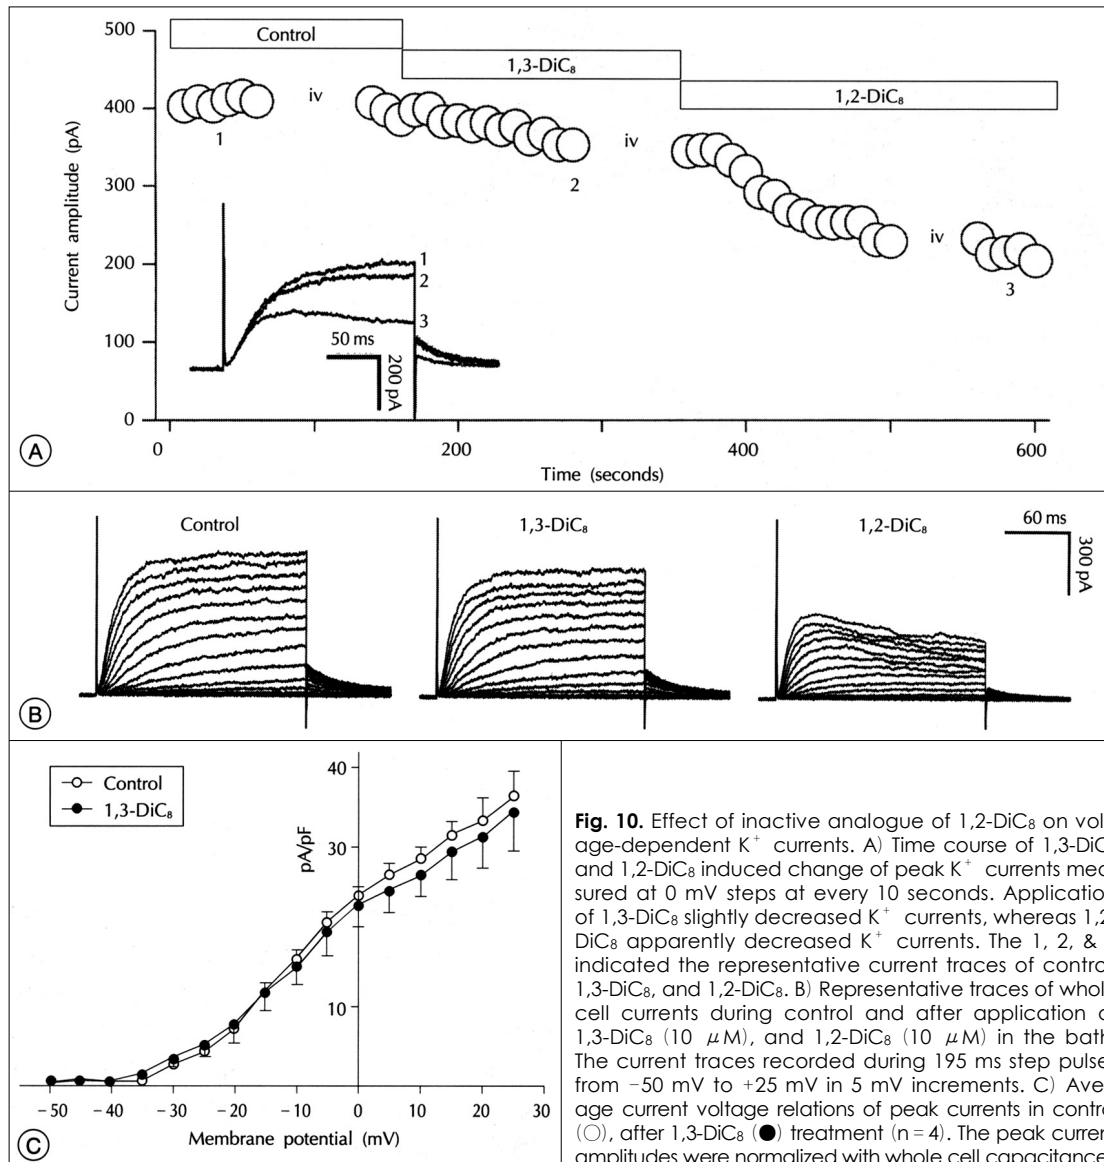 500
400
300
200
100
0
Current amplitude (pA)
Control
1,3-DiC₈
1,2-DiC₈
iv
iv
iv
1
2
3
1
2
3
50 ms
200 pA
0
200
400
600
Time (seconds)
A
Control
1,3-DiC₈
1,2-DiC₈
60 ms
300 pA
B
Control
1,3-DiC₈
40
30
10
pA/pF
-50
-40
-30
-20
-10
0
10
20
30
Membrane potential (mV)
C
Fig. 10. Effect of inactive analogue of 1,2-DiC₈ on vol
age-dependent K⁺ currents. A) Time course of 1,3-DiC
and 1,2-DiC₈ induced change of peak K⁺ currents mea
sured at 0 mV steps at every 10 seconds. Application
of 1,3-DiC₈ slightly decreased K⁺ currents, whereas 1,2
DiC₈ apparently decreased K⁺ currents. The 1, 2, &
indicated the representative current traces of control
1,3-DiC₈, and 1,2-DiC₈. B) Representative traces of whole
cell currents during control and after application o
1,3-DiC₈ (10 μM), and 1,2-DiC₈ (10 μM) in the bath
The current traces recorded during 195 ms step pulse
from −50 mV to +25 mV in 5 mV increments. C) Aver
age current voltage relations of peak currents in contro
(○), after 1,3-DiC₈ (●) treatment (n = 4). The peak curren
amplitudes were normalized with whole cell capacitance